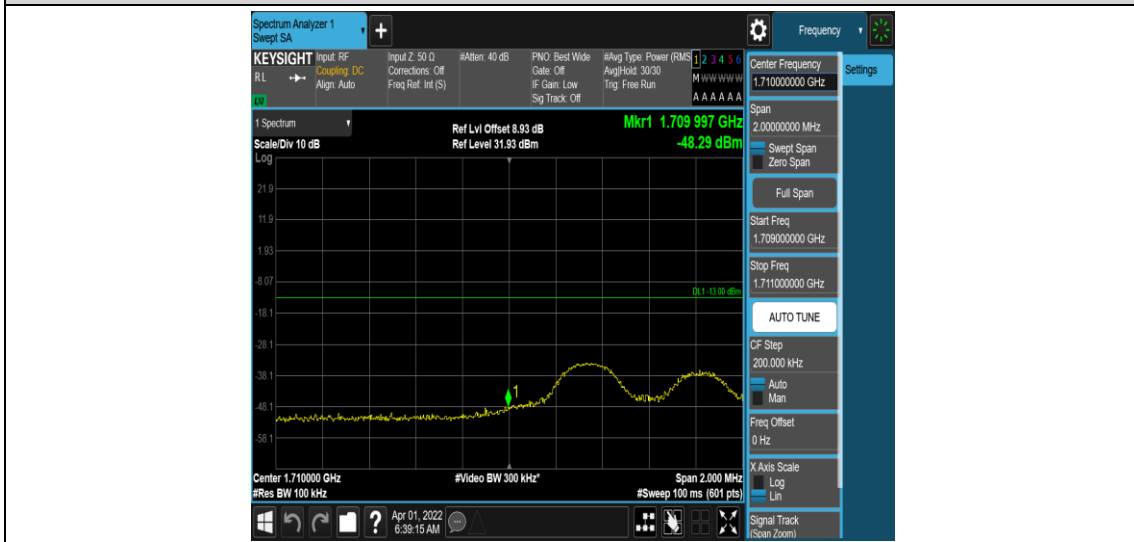 Spectrum Analyzer 1
Swept SA
+
Frequency
KEYSIGHT
RL
Input: RF
Coupling: DC
Align: Auto
Input Z: 50 Ω
Corrections: Off
Freq Ref: Int (S)
#Atten: 40 dB
PNO: Best Wide
Gate: Off
IF Gain: Low
Sig Track: Off
#Avg Type: Power (RMS
Avg|Hold: 30/30
Trig: Free Run
1 2 3 4 5 6
M W W W W W
A A A A A A
1 Spectrum
Scale/Div 10 dB
Log
Ref Lvl Offset 8.93 dB
Ref Level 31.93 dBm
Mkr1 1.709 997 GHz
-48.29 dBm
21.9
11.9
1.93
-8.07
DL1 -13.00 dBm
-18.1
-28.1
-38.1
1
-48.1
-58.1
Center 1.710000 GHz
#Res BW 100 kHz
#Video BW 300 kHz*
Span 2.000 MHz
#Sweep 100 ms (601 pts)
?
Apr 01, 2022
6:39:15 AM
Center Frequency
1.710000000 GHz
Settings
Span
2.00000000 MHz
Swept Span
Zero Span
Full Span
Start Freq
1.709000000 GHz
Stop Freq
1.711000000 GHz
AUTO TUNE
CF Step
200.000 kHz
Auto
Man
Freq Offset
0 Hz
X Axis Scale
Log
Lin
Signal Track
(Span Zoom)